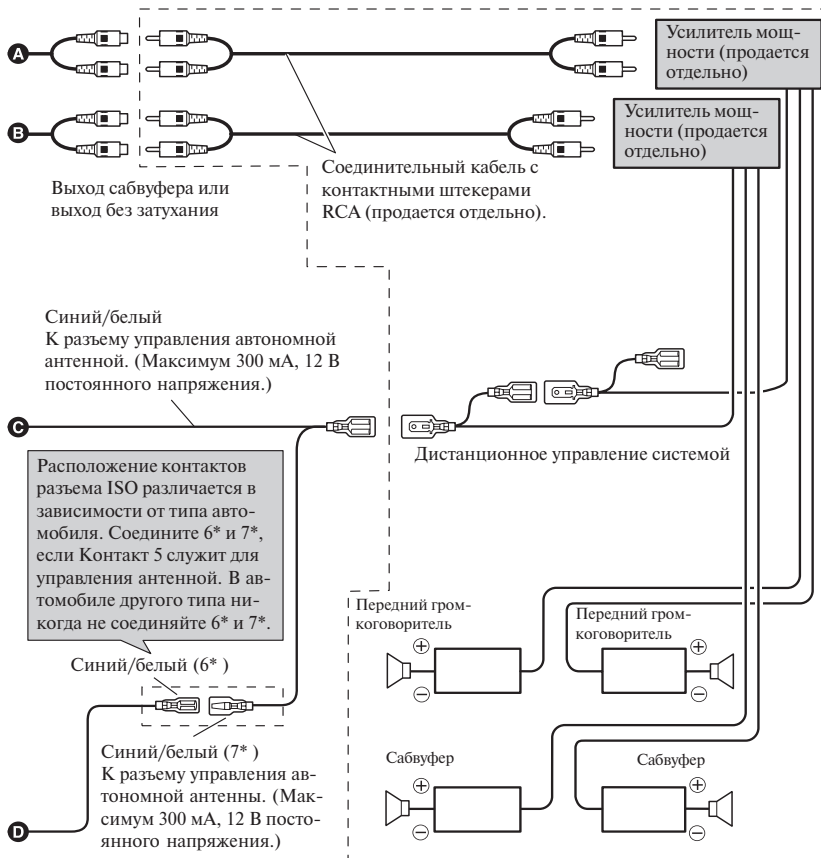 A
Усилитель мощ-
ности (продается
отдельно)
B
Усилитель мощ-
ности (продается
отдельно)
Выход сабвуфера или
выход без затухания
Соединительный кабель с
контактными штекерами
RCA (продается отдельно).
Синий/белый
К разъему управления автономной
антенной. (Максимум 300 мА, 12 В
постоянного напряжения.)
C
Дистанционное управление системой
Расположение контактов
разъема ISO различается в
зависимости от типа авто-
мобиля. Соедините 6* и 7*,
если Контакт 5 служит для
управления антенной. В ав-
томобиле другого типа ни-
когда не соединяйте 6* и 7*.
Передний гром-
коговоритель
Передний гром-
коговоритель
+
−
+
−
Синий/белый (6* )
Синий/белый (7* )
К разъему управления ав-
тономной антенны. (Мак-
симум 300 мА, 12 В посто-
янного напряжения.)
Сабвуфер
Сабвуфер
+
−
+
−
D